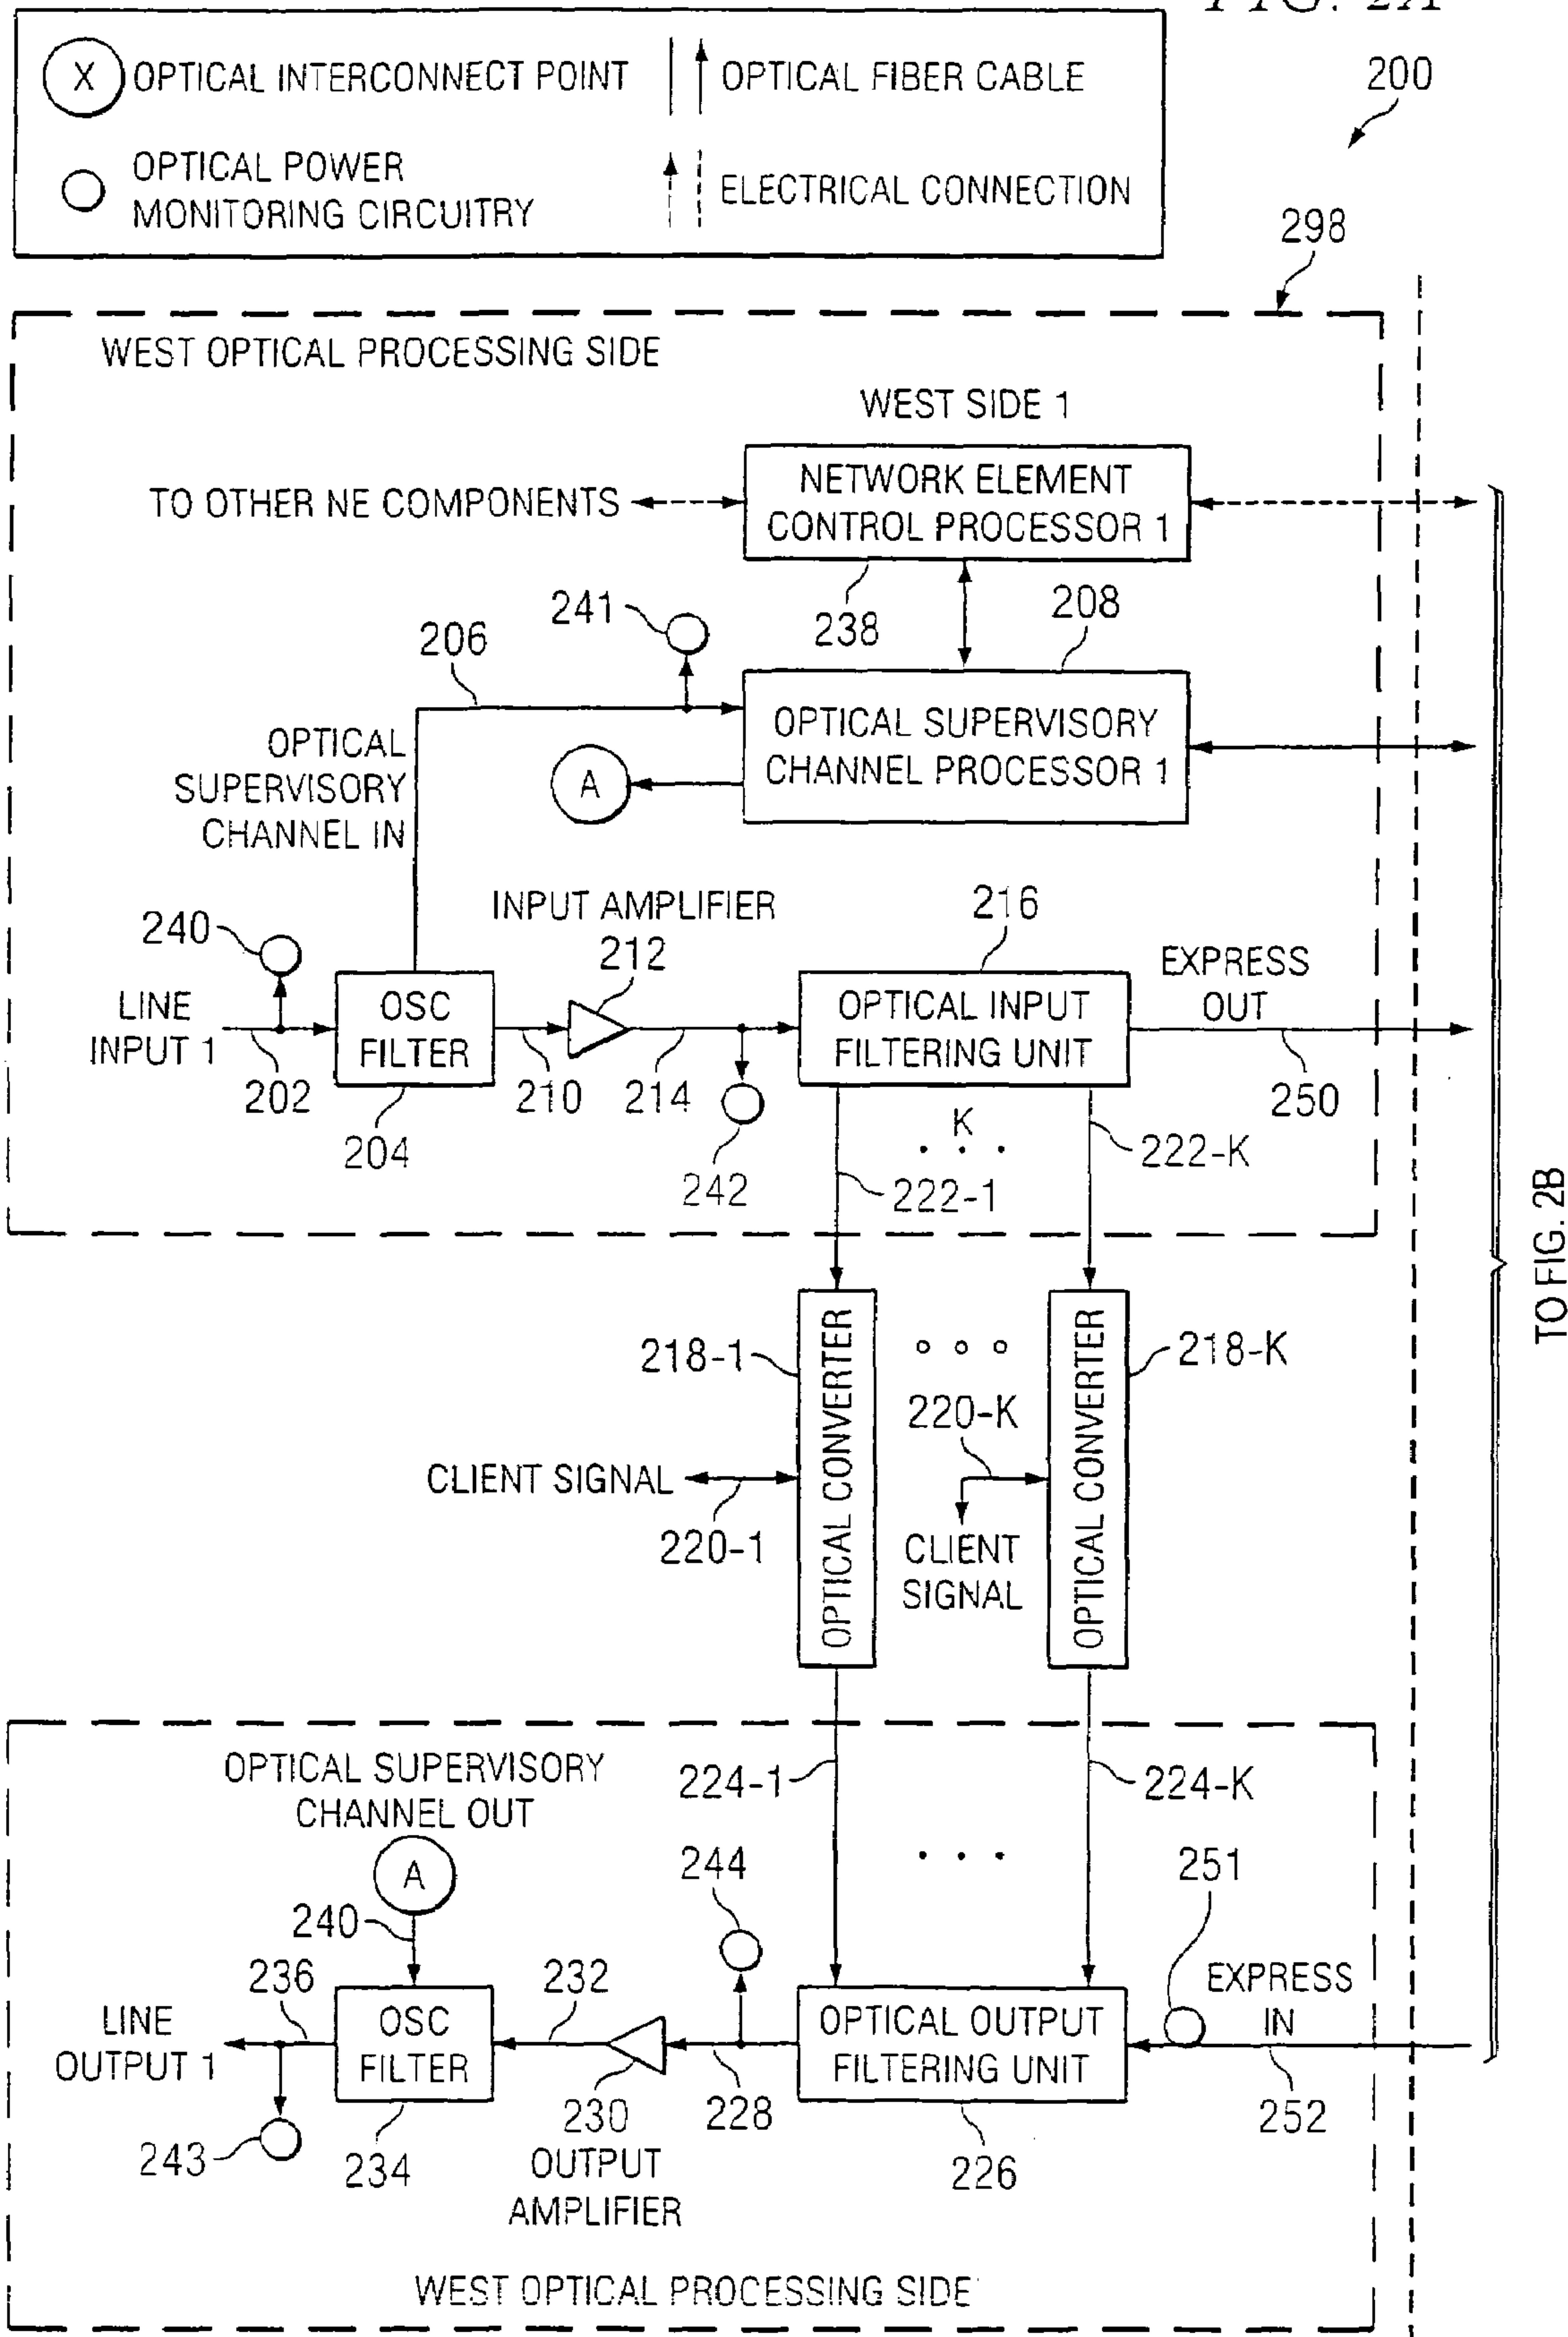 FIG. 2A
X OPTICAL INTERCONNECT POINT
OPTICAL FIBER CABLE
OPTICAL POWER
MONITORING CIRCUITRY
ELECTRICAL CONNECTION
200
298
WEST OPTICAL PROCESSING SIDE
WEST SIDE 1
NETWORK ELEMENT
CONTROL PROCESSOR 1
TO OTHER NE COMPONENTS
238
208
241
206
OPTICAL SUPERVISORY
CHANNEL PROCESSOR 1
OPTICAL
SUPERVISORY
CHANNEL IN
A
INPUT AMPLIFIER
212
216
240
LINE
INPUT 1
202
OSC
FILTER
204
210
214
242
OPTICAL INPUT
FILTERING UNIT
EXPRESS
OUT
250
K
. . .
222-1
222-K
TO FIG. 2B
218-1
OPTICAL CONVERTER
218-K
OPTICAL CONVERTER
220-K
CLIENT SIGNAL
220-1
CLIENT
SIGNAL
OPTICAL SUPERVISORY
CHANNEL OUT
A
240
224-1
224-K
. . .
244
251
236
232
EXPRESS
IN
LINE
OUTPUT 1
OSC
FILTER
OPTICAL OUTPUT
FILTERING UNIT
243
234
230
228
226
252
OUTPUT
AMPLIFIER
WEST OPTICAL PROCESSING SIDE